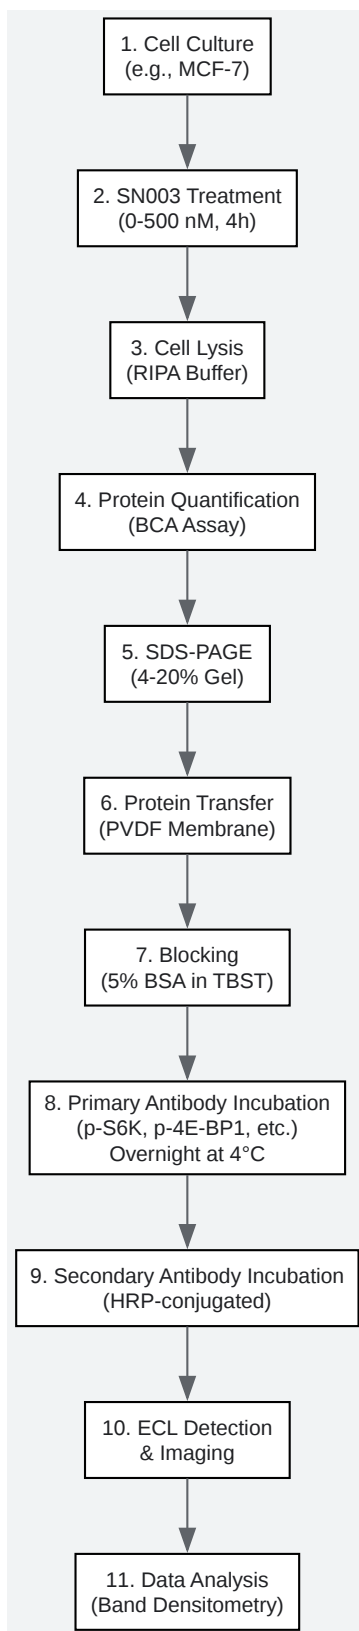 1. Cell Culture
(e.g., MCF-7)
2. SN003 Treatment
(0-500 nM, 4h)
3. Cell Lysis
(RIPA Buffer)
4. Protein Quantification
(BCA Assay)
5. SDS-PAGE
(4-20% Gel)
6. Protein Transfer
(PVDF Membrane)
7. Blocking
(5% BSA in TBST)
8. Primary Antibody Incubation
(p-S6K, p-4E-BP1, etc.)
Overnight at 4°C
9. Secondary Antibody Incubation
(HRP-conjugated)
10. ECL Detection
& Imaging
11. Data Analysis
(Band Densitometry)